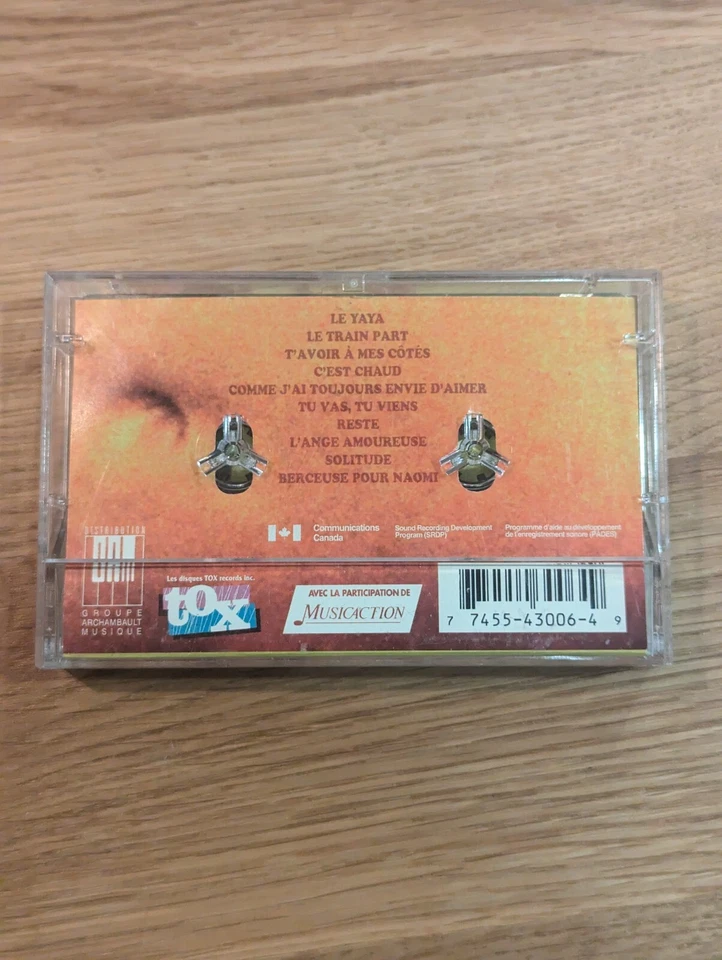 LE YAYA
LE TRAIN PART
T'AVOIR À MES CÔTÉS
C'EST CHAUD
COMME J'AI TOUJOURS ENVIE D'AIMER
TU VAS, TU VIENS
RESTE
L'ANGE AMOUREUSE
SOLITUDE
BERCEUSE POUR NAOMI
Communications
Canada
Sound Recording Development
Program (SRDP)
Programme d'aide au développement
de l'enregistrement sonore (PADES)
DISTRIBUTION
GROUPE
ARCHAMBAULT
MUSIQUE
Les disques TOX records inc.
tox
AVEC LA PARTICIPATION DE
MUSICACTION
7 7455-43006-4 9